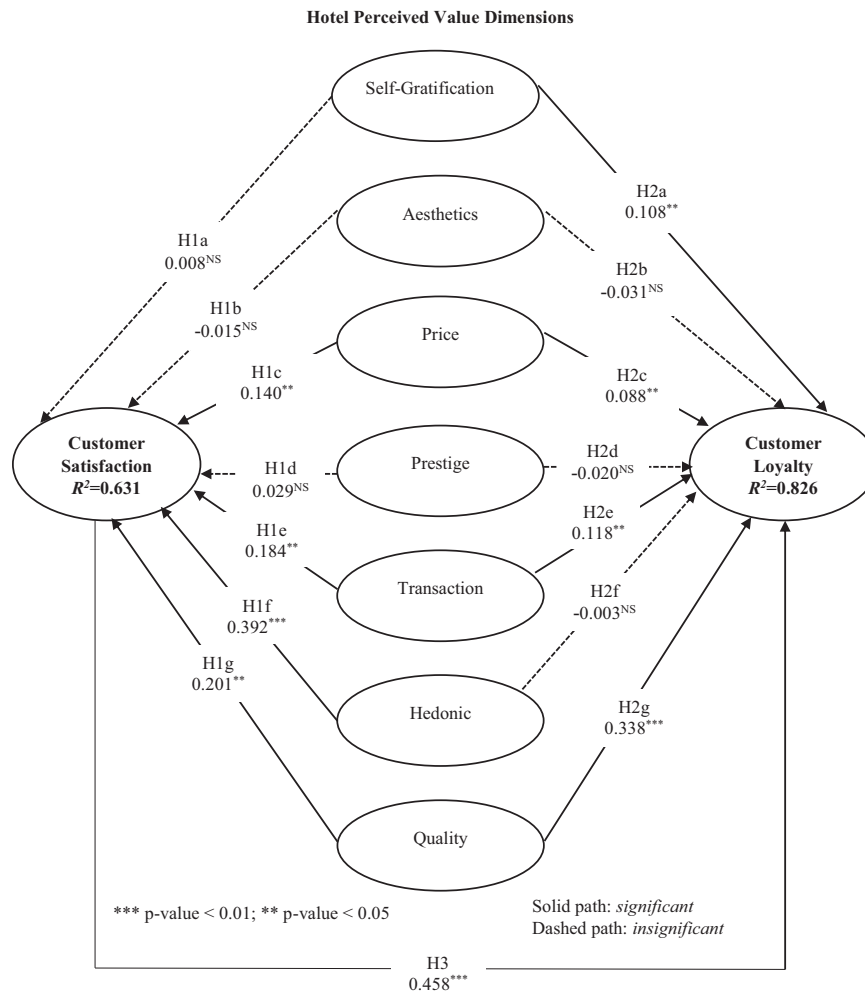 Hotel Perceived Value Dimensions
Self-Gratification
H2a
0.108**
Aesthetics
H1a
0.008NS
H2b
-0.031NS
H1b
-0.015NS
Price
H1c
0.140**
H2c
0.088**
Customer
Satisfaction
R²=0.631
H1d
0.029NS
Prestige
H2d
-0.020NS
Customer
Loyalty
R²=0.826
H1e
0.184**
H2e
0.118**
Transaction
H1f
0.392***
H2f
-0.003NS
H1g
0.201**
Hedonic
H2g
0.338***
Quality
*** p-value < 0.01; ** p-value < 0.05
Solid path: significant
Dashed path: insignificant
H3
0.458***